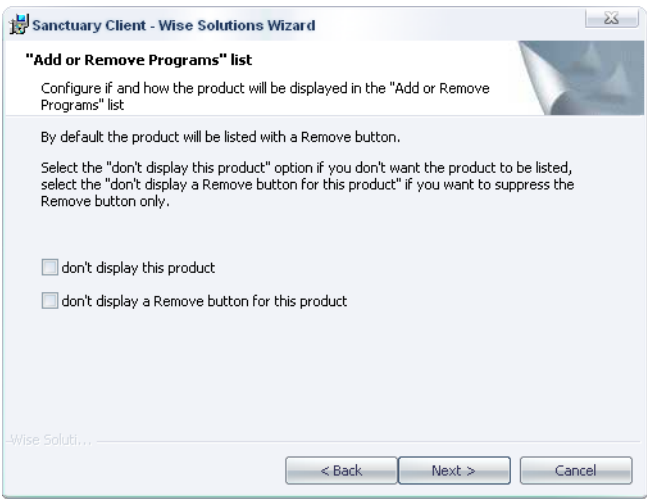 Sanctuary Client - Wise Solutions Wizard
"Add or Remove Programs" list
Configure if and how the product will be displayed in the "Add or Remove
Programs" list
By default the product will be listed with a Remove button.
Select the "don't display this product" option if you don't want the product to be listed,
select the "don't display a Remove button for this product" if you want to suppress the
Remove button only.
don't display this product
don't display a Remove button for this product
Wise Soluti...
< Back
Next >
Cancel